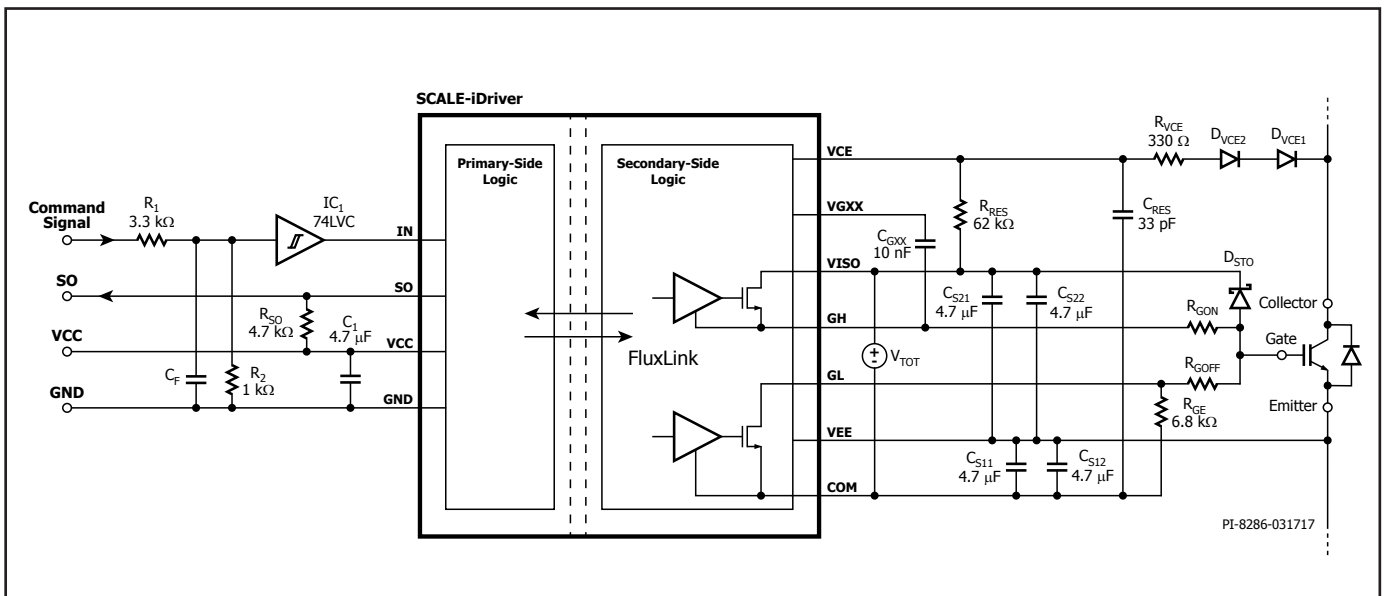 SCALE-iDriver
Primary-Side
Logic
Secondary-Side
Logic
Command
Signal
R1
3.3 kΩ
IC1
74LVC
IN
SO
SO
RSO
4.7 kΩ
C1
4.7 µF
VCC
VCC
CF
R2
1 kΩ
GND
GND
FluxLink
VCE
VGXX
VISO
GH
GL
VEE
COM
RVCE
330 Ω
DVCE2
DVCE1
RRES
62 kΩ
CRES
33 pF
CGXX
10 nF
DSTO
CS21
4.7 µF
CS22
4.7 µF
RGON
Collector
VTOT
Gate
RGOFF
RGE
6.8 kΩ
Emitter
CS11
4.7 µF
CS12
4.7 µF
PI-8286-031717